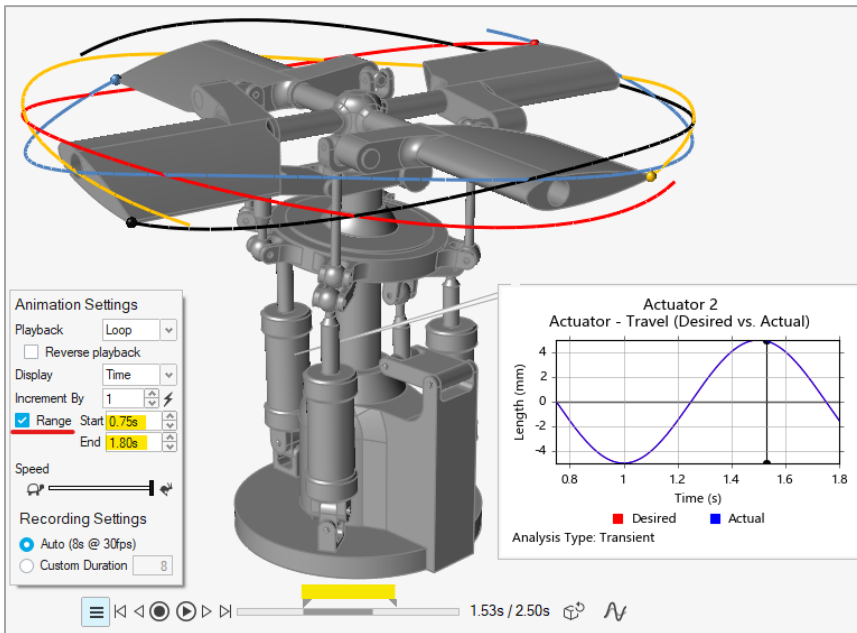 Animation Settings
Playback Loop
Reverse playback
Display Time
Increment By 1
Range Start 0.75s
End 1.80s
Speed
Recording Settings
Auto (8s @ 30fps)
Custom Duration 8
Actuator 2
Actuator - Travel (Desired vs. Actual)
Length (mm)
4
2
0
-2
-4
0.8 1 1.2 1.4 1.6 1.8
Time (s)
Desired Actual
Analysis Type: Transient
1.53s / 2.50s